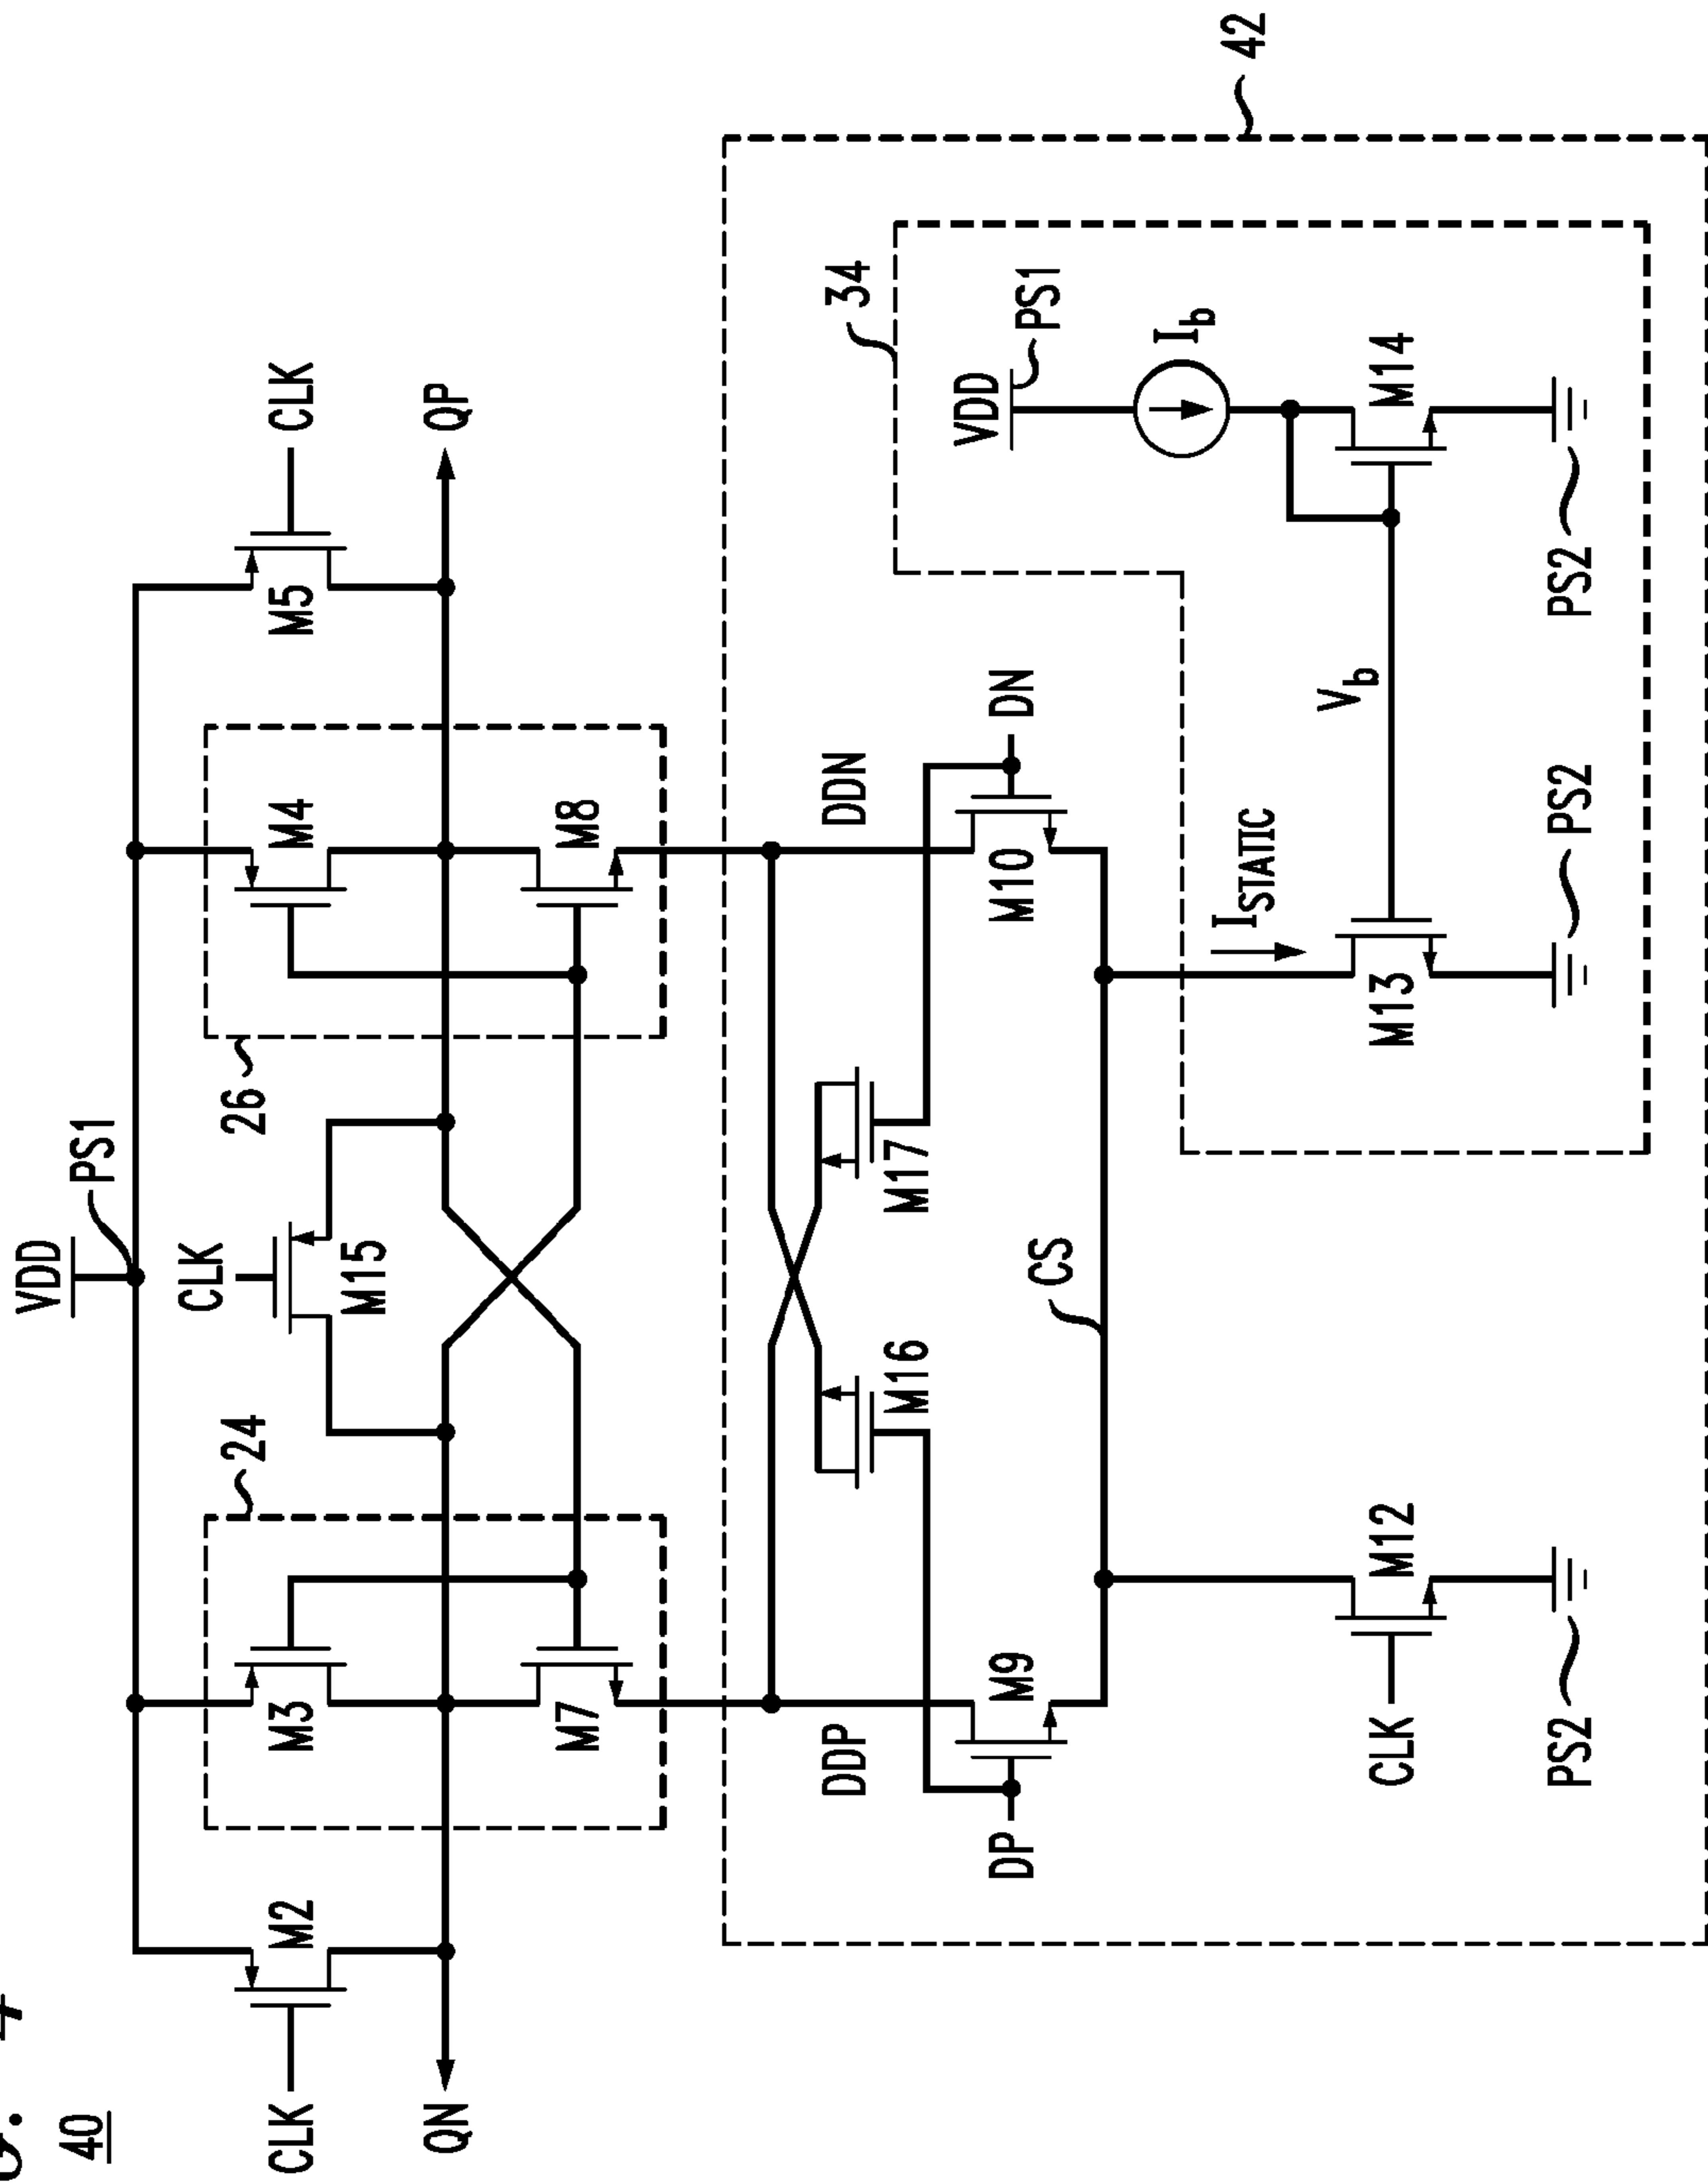 40
VDD
PS1
CLK
24
26
CLK
M2
M3
M15
M4
M5
CLK
QN
QP
M7
M8
DDP
DDN
34
M16
M17
VDD
PS1
DP
M9
M10
DN
CS
I_b
I_STATIC
42
V_b
CLK
M12
M13
M14
PS2
PS2
PS2